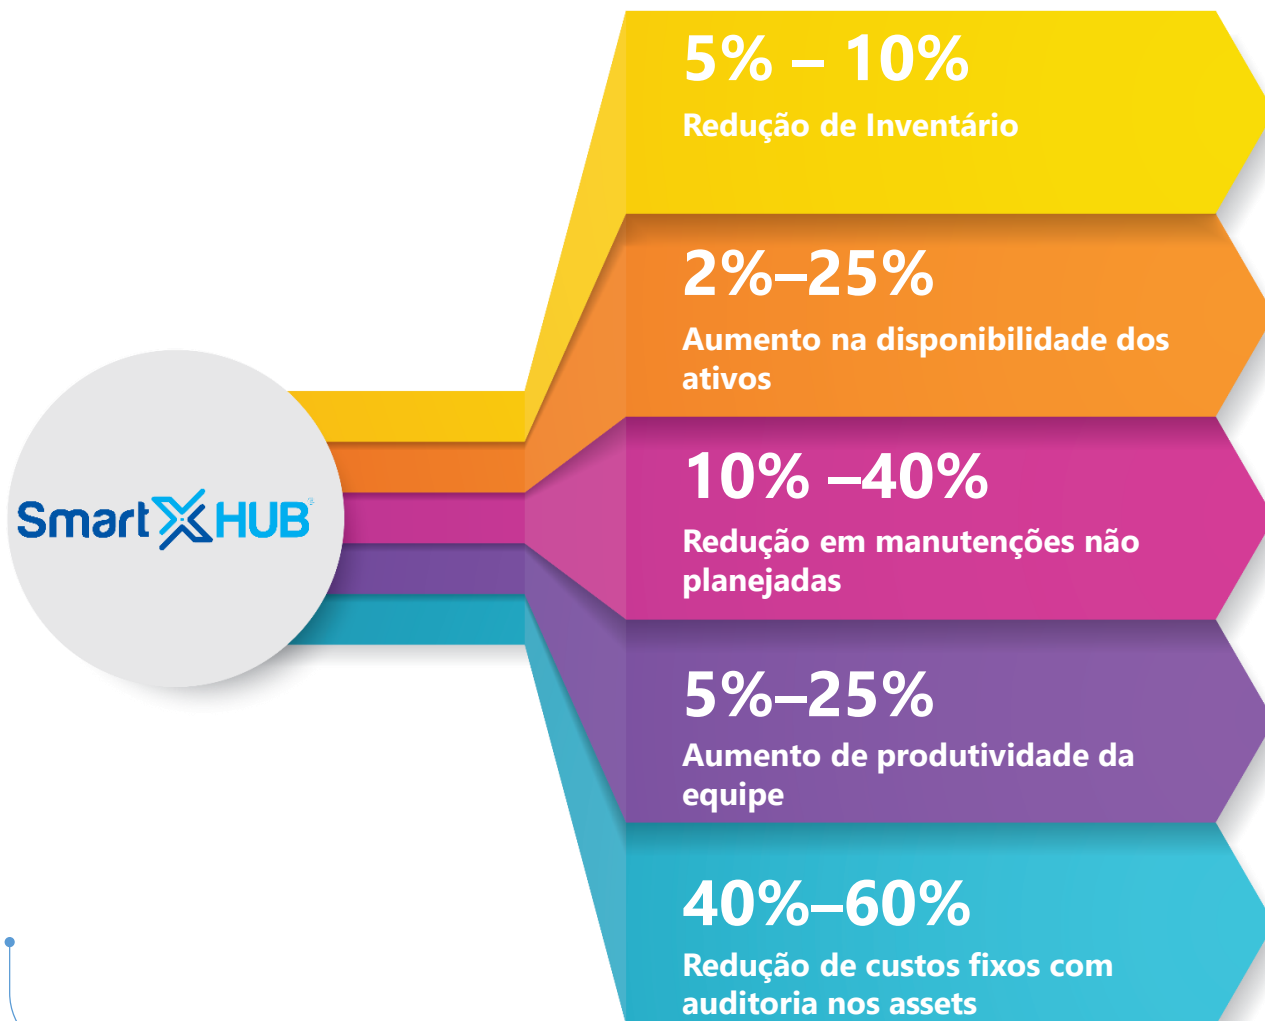 5% – 10%
Redução de Inventário
2%–25%
Aumento na disponibilidade dos
ativos
SmartXHUB
10% –40%
Redução em manutenções não
planejadas
5%–25%
Aumento de produtividade da
equipe
40%–60%
Redução de custos fixos com
auditoria nos assets